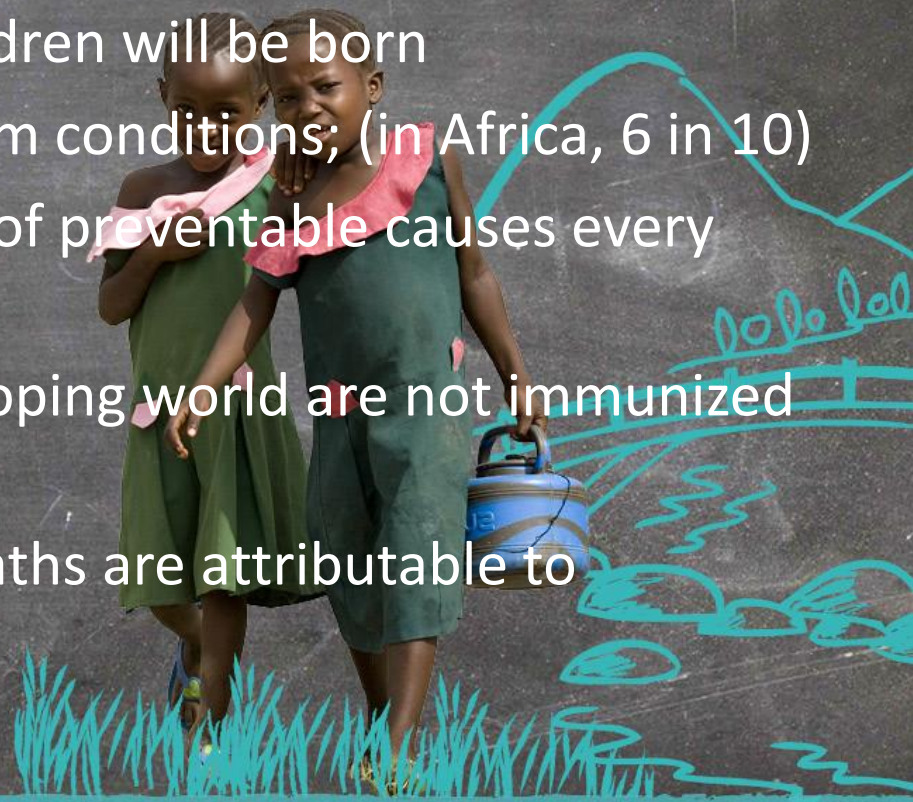 dren will be born
m conditions; (in Africa, 6 in 10)
of preventable causes every
oping world are not immunized
aths are attributable to